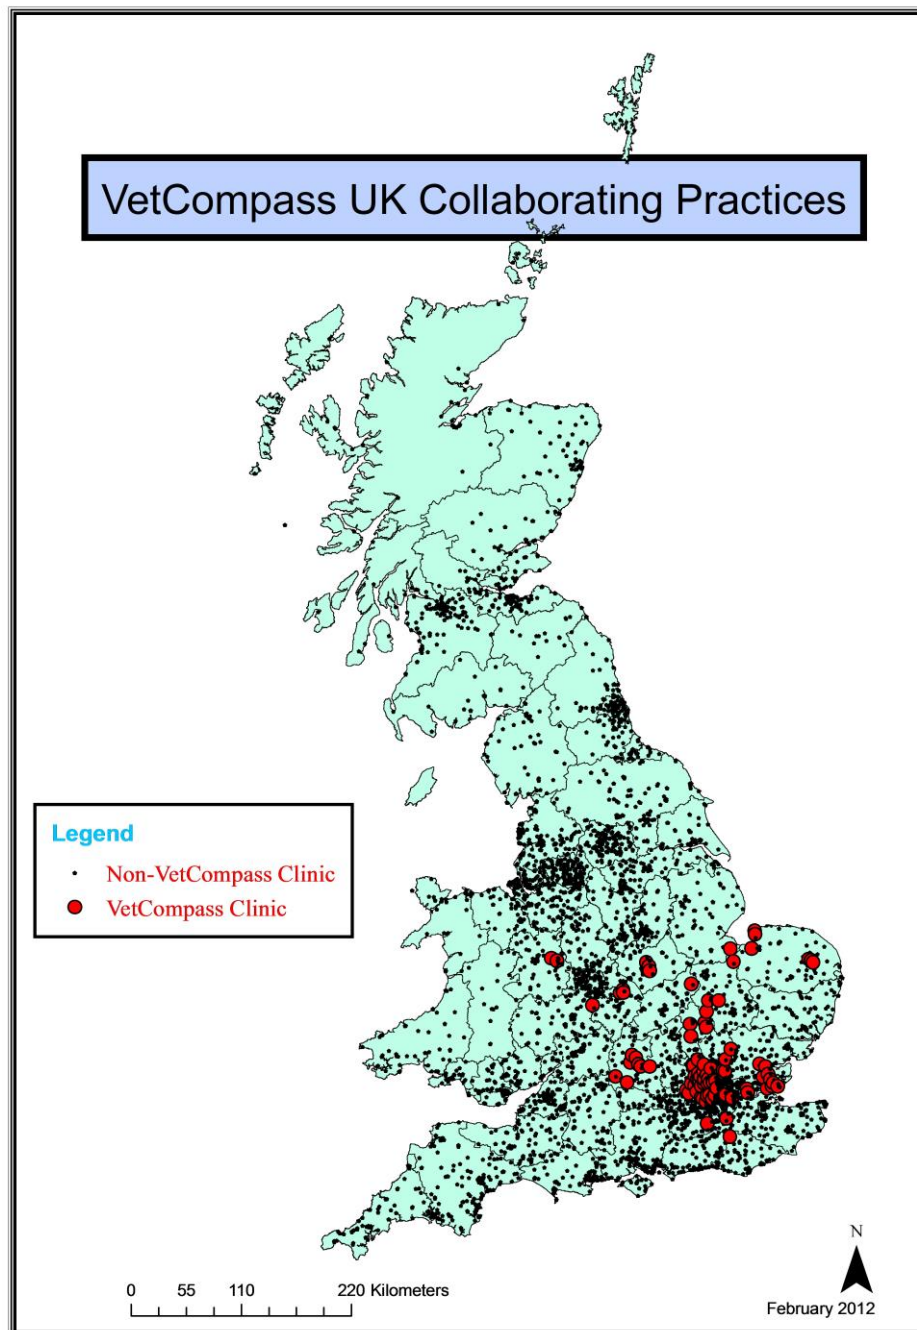 VetCompass UK Collaborating Practices
Legend
Non-VetCompass Clinic
VetCompass Clinic
N
0 55 110 220 Kilometers
February 2012